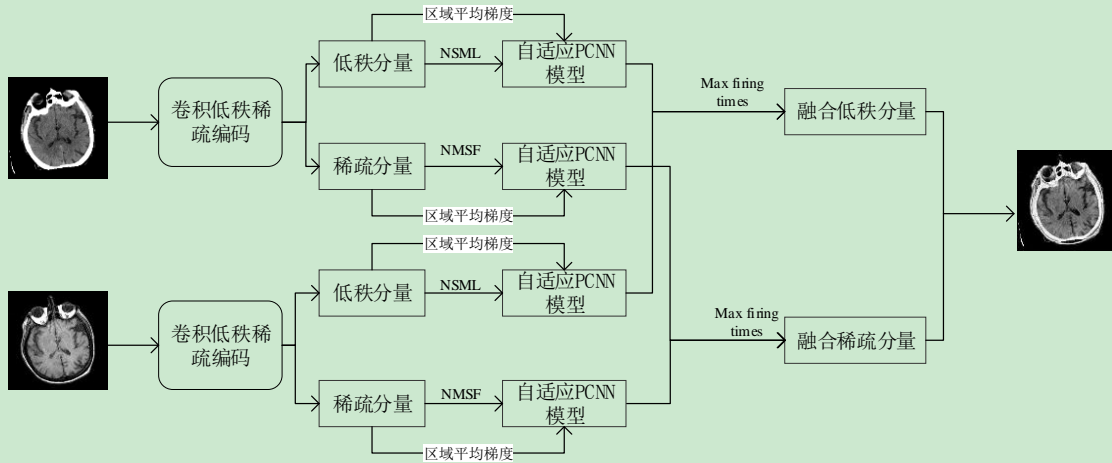 区域平均梯度
低秩分量
NSML
自适应PCNN
模型
卷积低秩稀
疏编码
Max firing
times
融合低秩分量
稀疏分量
NMSF
自适应PCNN
模型
区域平均梯度
区域平均梯度
低秩分量
NSML
自适应PCNN
模型
卷积低秩稀
疏编码
Max firing
times
融合稀疏分量
稀疏分量
NMSF
自适应PCNN
模型
区域平均梯度